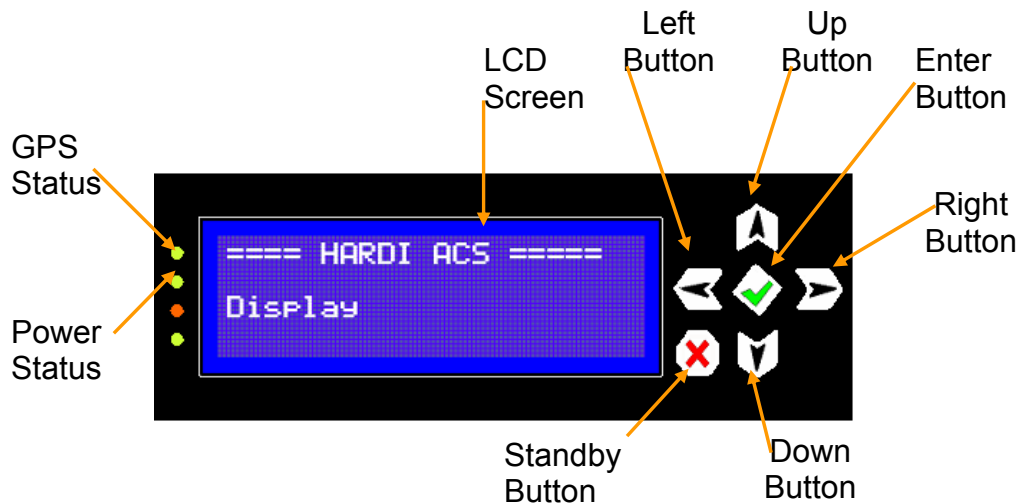 Left
Button
Up
Button
LCD
Screen
Enter
Button
GPS
Status
Right
Button
==== HARDI ACS =====
Display
Power
Status
Standby
Button
Down
Button